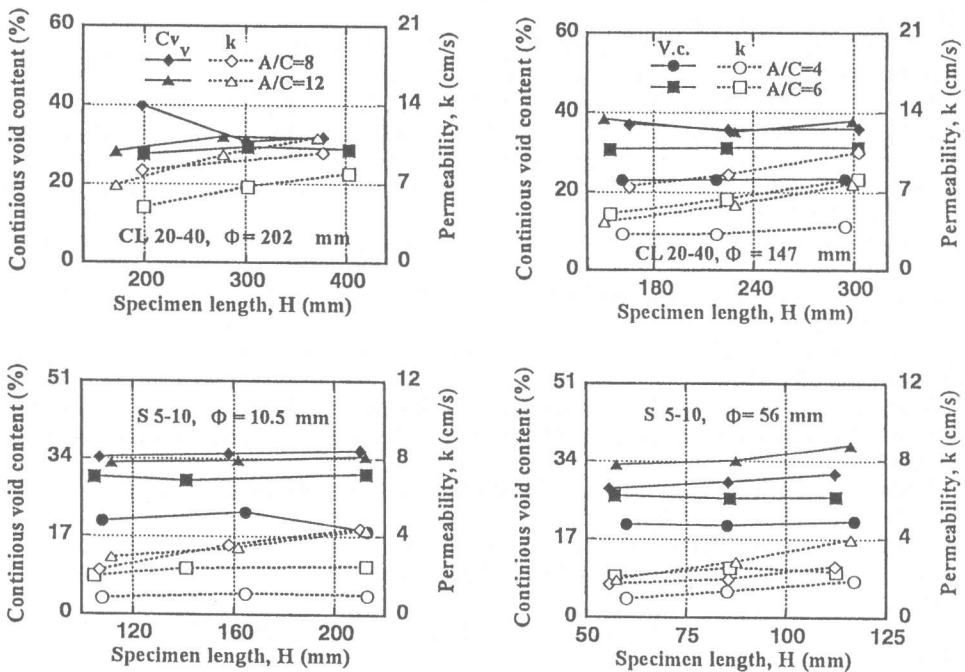 Continious void content (%)
60
40
20
0
Cv
v
k
A/C=8
A/C=12
CL 20-40, Φ= 202 mm
200 300 400
Specimen length, H (mm)
21
14
7
0
Permeability, k (cm/s)
Continious void content (%)
60
40
20
0
V.c. k
A/C=4
A/C=6
CL 20-40, Φ= 147 mm
180 240 300
Specimen length, H (mm)
21
14
7
0
Permeability, k (cm/s)
Continious void content (%)
51
34
17
0
S 5-10, Φ= 10.5 mm
120 160 200
Specimen length, H (mm)
12
8
4
0
Permeability, k (cm/s)
Continious void content (%)
51
34
17
0
S 5-10, Φ= 56 mm
50 75 100 125
Specimen length, H (mm)
12
8
4
0
Permeability, k (cm/s)